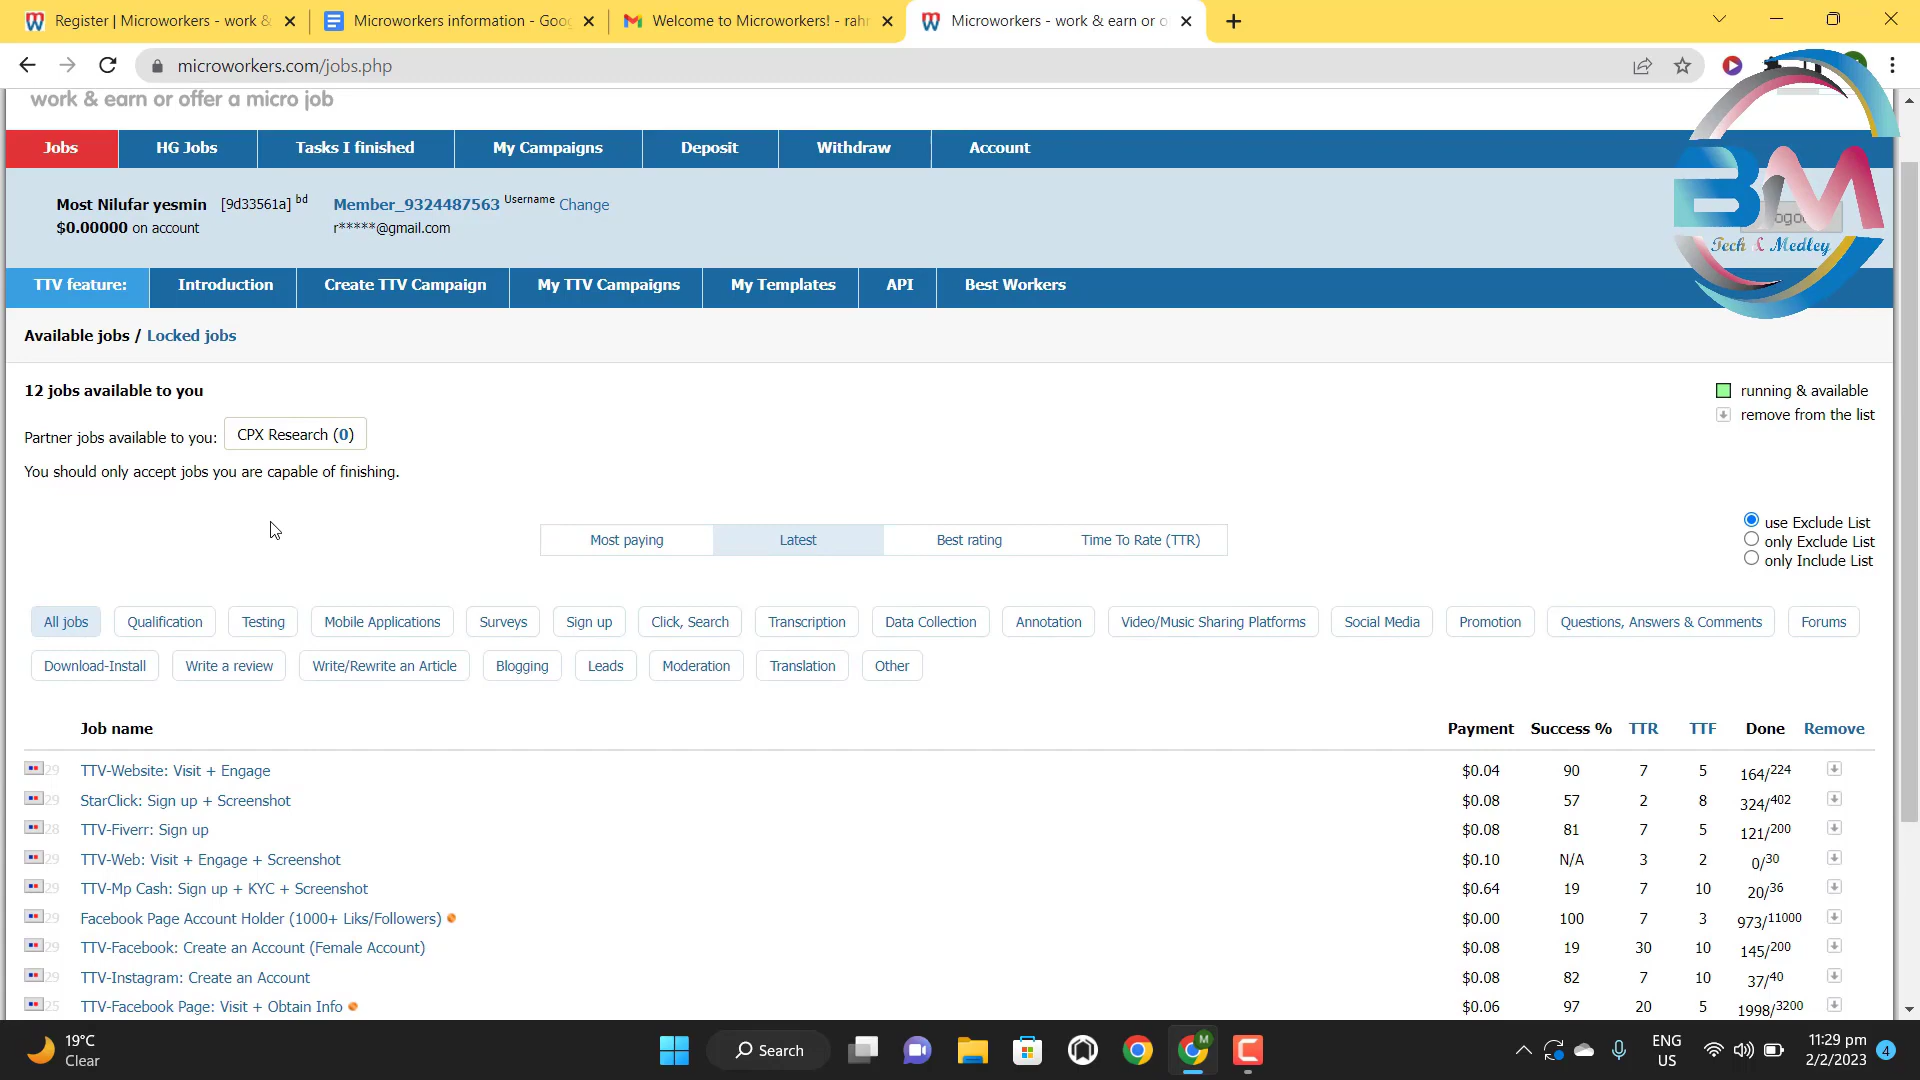 Register | Microworkers - work &
Microworkers information - Goo
Welcome to Microworkers! - rahr
Microworkers - work & earn or o
microworkers.com/jobs.php
work & earn or offer a micro job
Jobs
HG Jobs
Tasks I finished
My Campaigns
Deposit
Withdraw
Account
Most Nilufar yesmin [9d33561a] bd
Member_9324487563 Username Change
$0.00000 on account
r*****@gmail.com
BM
Tech & Medley
TTV feature:
Introduction
Create TTV Campaign
My TTV Campaigns
My Templates
API
Best Workers
Available jobs / Locked jobs
12 jobs available to you
running & available
remove from the list
Partner jobs available to you: CPX Research (0)
You should only accept jobs you are capable of finishing.
use Exclude List
only Exclude List
only Include List
Most paying
Latest
Best rating
Time To Rate (TTR)
All jobs
Qualification
Testing
Mobile Applications
Surveys
Sign up
Click, Search
Transcription
Data Collection
Annotation
Video/Music Sharing Platforms
Social Media
Promotion
Questions, Answers & Comments
Forums
Download-Install
Write a review
Write/Rewrite an Article
Blogging
Leads
Moderation
Translation
Other
Job name Payment Success % TTR TTF Done Remove
29 TTV-Website: Visit + Engage $0.04 90 7 5 164/224
29 StarClick: Sign up + Screenshot $0.08 57 2 8 324/402
28 TTV-Fiverr: Sign up $0.08 81 7 5 121/200
29 TTV-Web: Visit + Engage + Screenshot $0.10 N/A 3 2 0/30
29 TTV-Mp Cash: Sign up + KYC + Screenshot $0.64 19 7 10 20/36
29 Facebook Page Account Holder (1000+ Liks/Followers) $0.00 100 7 3 973/11000
29 TTV-Facebook: Create an Account (Female Account) $0.08 19 30 10 145/200
29 TTV-Instagram: Create an Account $0.08 82 7 10 37/40
25 TTV-Facebook Page: Visit + Obtain Info $0.06 97 20 5 1998/3200
19°C
Clear
Search
M
ENG
US
11:29 pm
2/2/2023
4